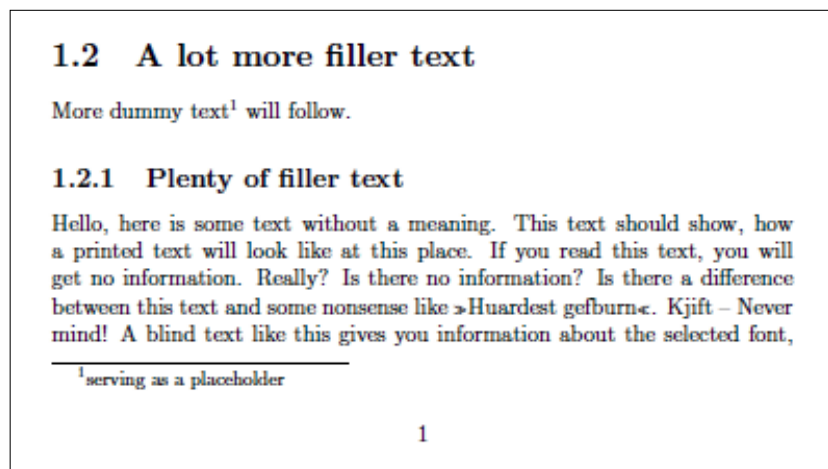 1.2 A lot more filler text
More dummy text¹ will follow.
1.2.1 Plenty of filler text
Hello, here is some text without a meaning. This text should show, how
a printed text will look like at this place. If you read this text, you will
get no information. Really? Is there no information? Is there a difference
between this text and some nonsense like »Huardest gefburn«. Kjift – Never
mind! A blind text like this gives you information about the selected font,
¹serving as a placeholder
1